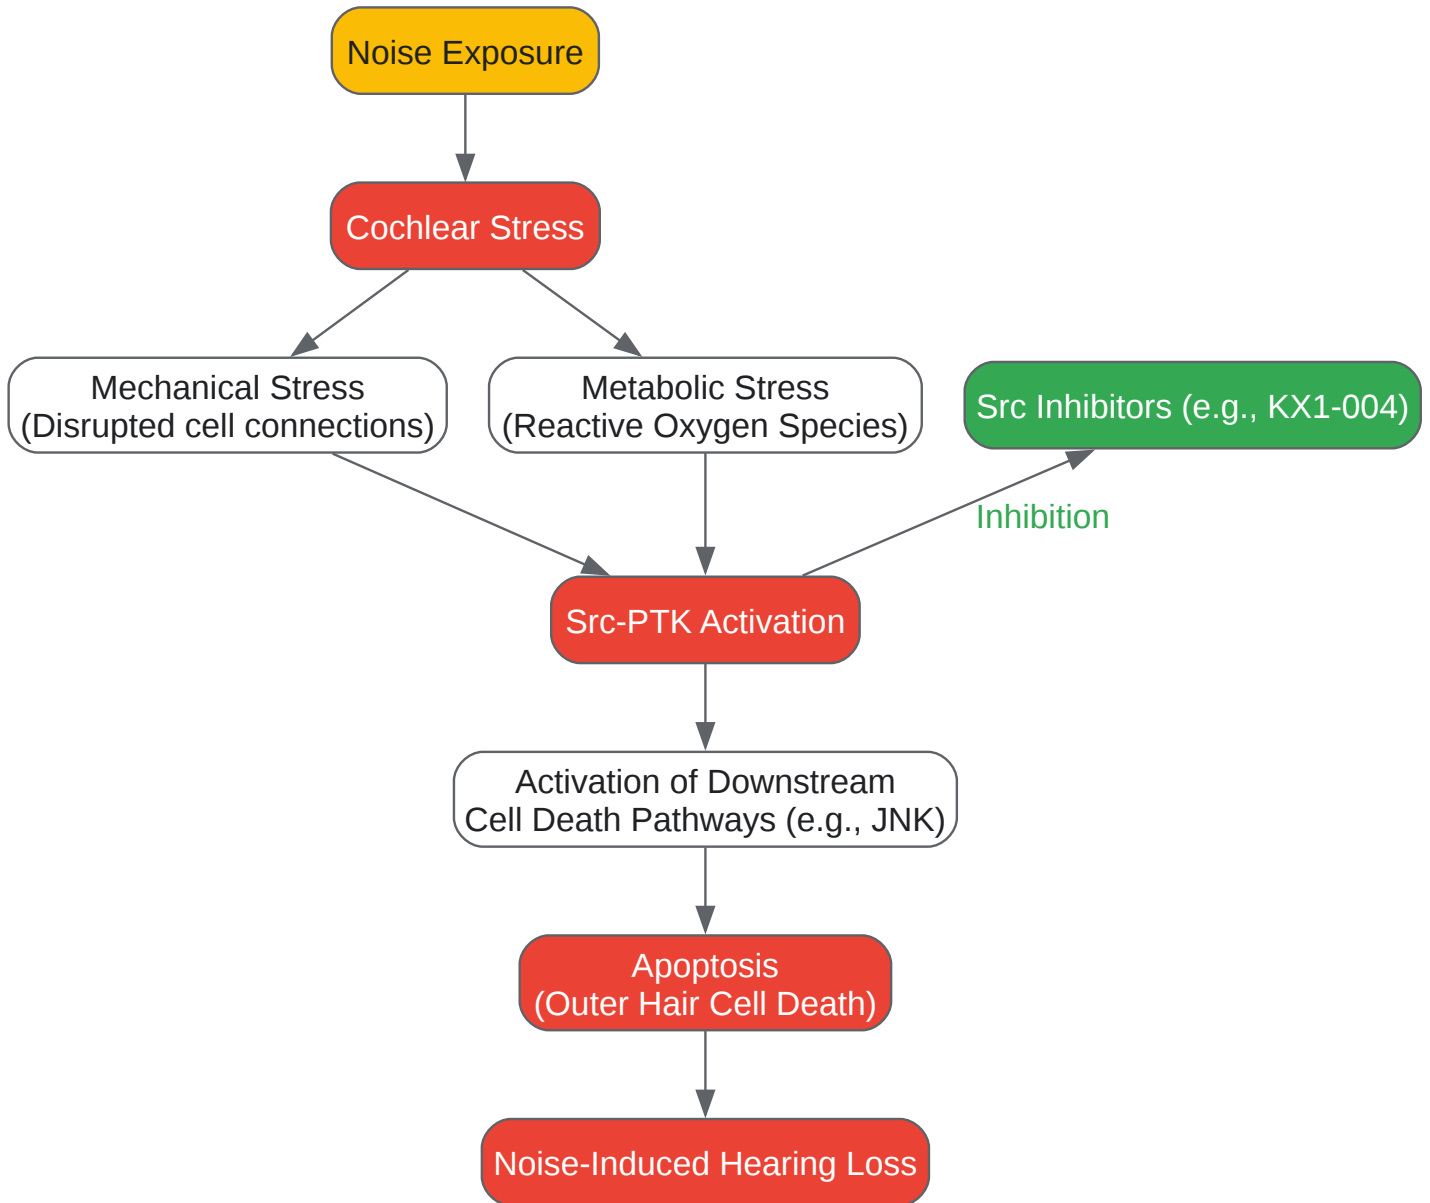 Noise Exposure
Cochlear Stress
Mechanical Stress
(Disrupted cell connections)
Metabolic Stress
(Reactive Oxygen Species)
Src Inhibitors (e.g., KX1-004)
Inhibition
Src-PTK Activation
Activation of Downstream
Cell Death Pathways (e.g., JNK)
Apoptosis
(Outer Hair Cell Death)
Noise-Induced Hearing Loss